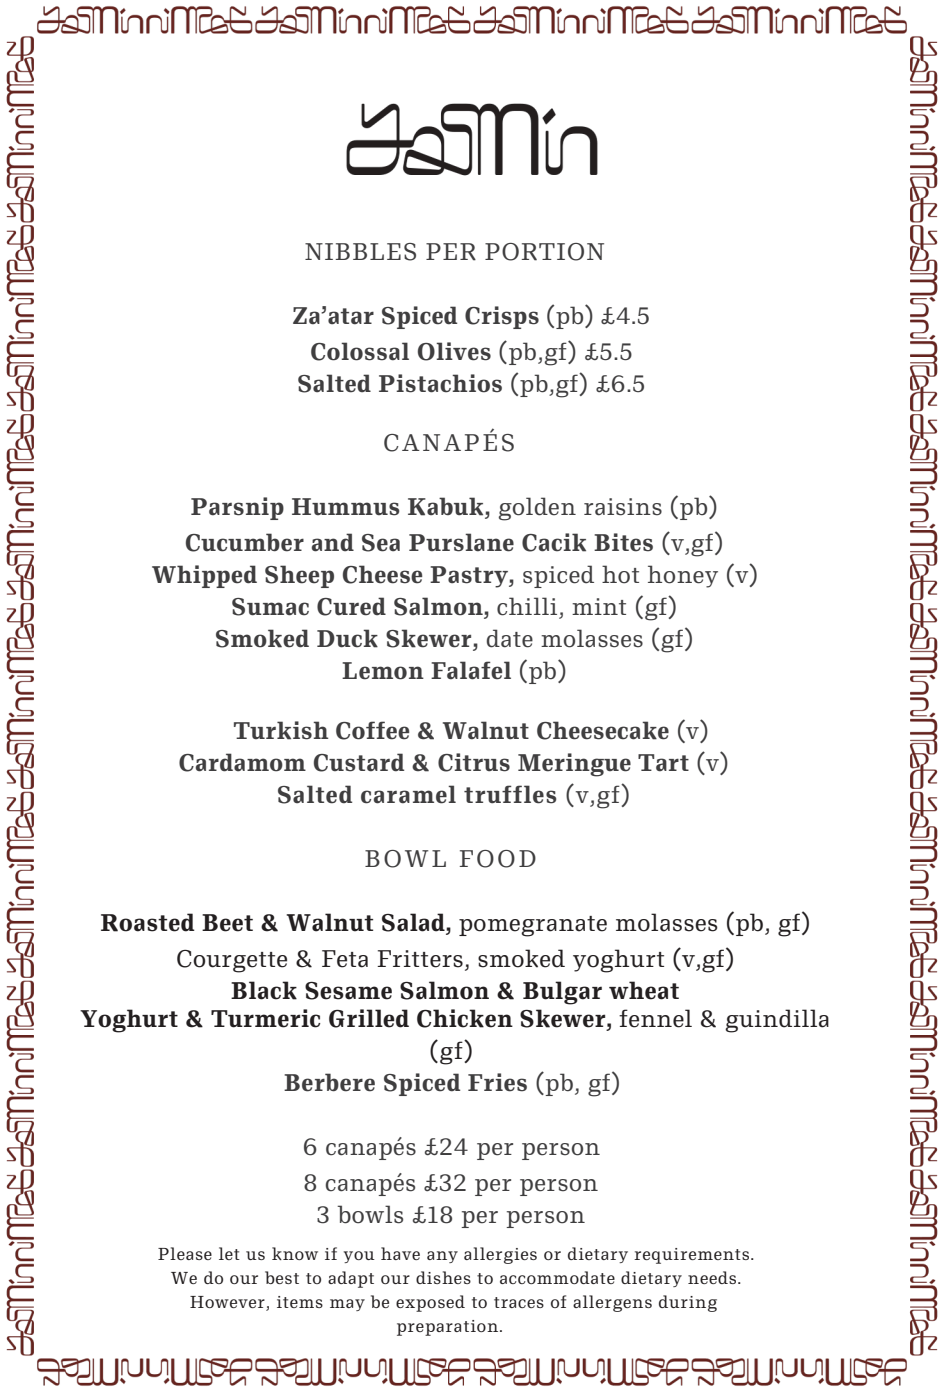 Jasmin
NIBBLES PER PORTION
Za’atar Spiced Crisps (pb) £4.5
Colossal Olives (pb,gf) £5.5
Salted Pistachios (pb,gf) £6.5
CANAPÉS
Parsnip Hummus Kabuk, golden raisins (pb)
Cucumber and Sea Purslane Cacik Bites (v,gf)
Whipped Sheep Cheese Pastry, spiced hot honey (v)
Sumac Cured Salmon, chilli, mint (gf)
Smoked Duck Skewer, date molasses (gf)
Lemon Falafel (pb)
Turkish Coffee & Walnut Cheesecake (v)
Cardamom Custard & Citrus Meringue Tart (v)
Salted caramel truffles (v,gf)
BOWL FOOD
Roasted Beet & Walnut Salad, pomegranate molasses (pb, gf)
Courgette & Feta Fritters, smoked yoghurt (v,gf)
Black Sesame Salmon & Bulgar wheat
Yoghurt & Turmeric Grilled Chicken Skewer, fennel & guindilla
(gf)
Berbere Spiced Fries (pb, gf)
6 canapés £24 per person
8 canapés £32 per person
3 bowls £18 per person
Please let us know if you have any allergies or dietary requirements.
We do our best to adapt our dishes to accommodate dietary needs.
However, items may be exposed to traces of allergens during
preparation.